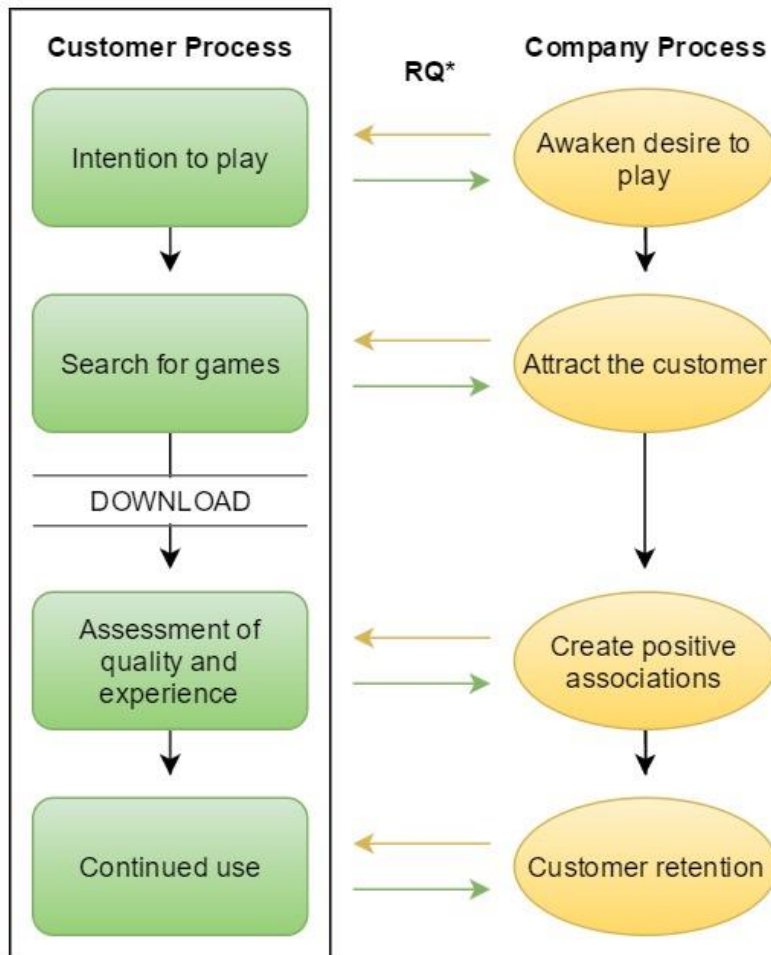 Customer Process
RQ*
Company Process
Intention to play
Awaken desire to
play
Search for games
Attract the customer
DOWNLOAD
Assessment of
quality and
experience
Create positive
associations
Continued use
Customer retention